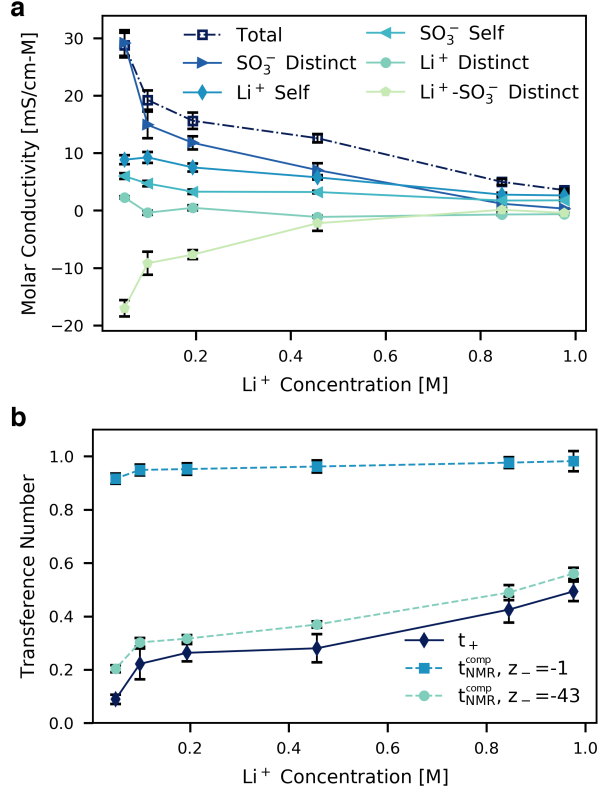 a
Total
SO₃⁻ Distinct
Li⁺ Self
SO₃⁻ Self
Li⁺ Distinct
Li⁺-SO₃⁻ Distinct
Molar Conductivity [mS/cm-M]
30
20
10
0
−10
−20
0.2 0.4 0.6 0.8 1.0
Li⁺ Concentration [M]
b
Transference Number
1.0
0.8
0.6
0.4
0.2
0.0
t₊
t_NMR^comp, z₋=-1
t_NMR^comp, z₋=-43
0.2 0.4 0.6 0.8 1.0
Li⁺ Concentration [M]